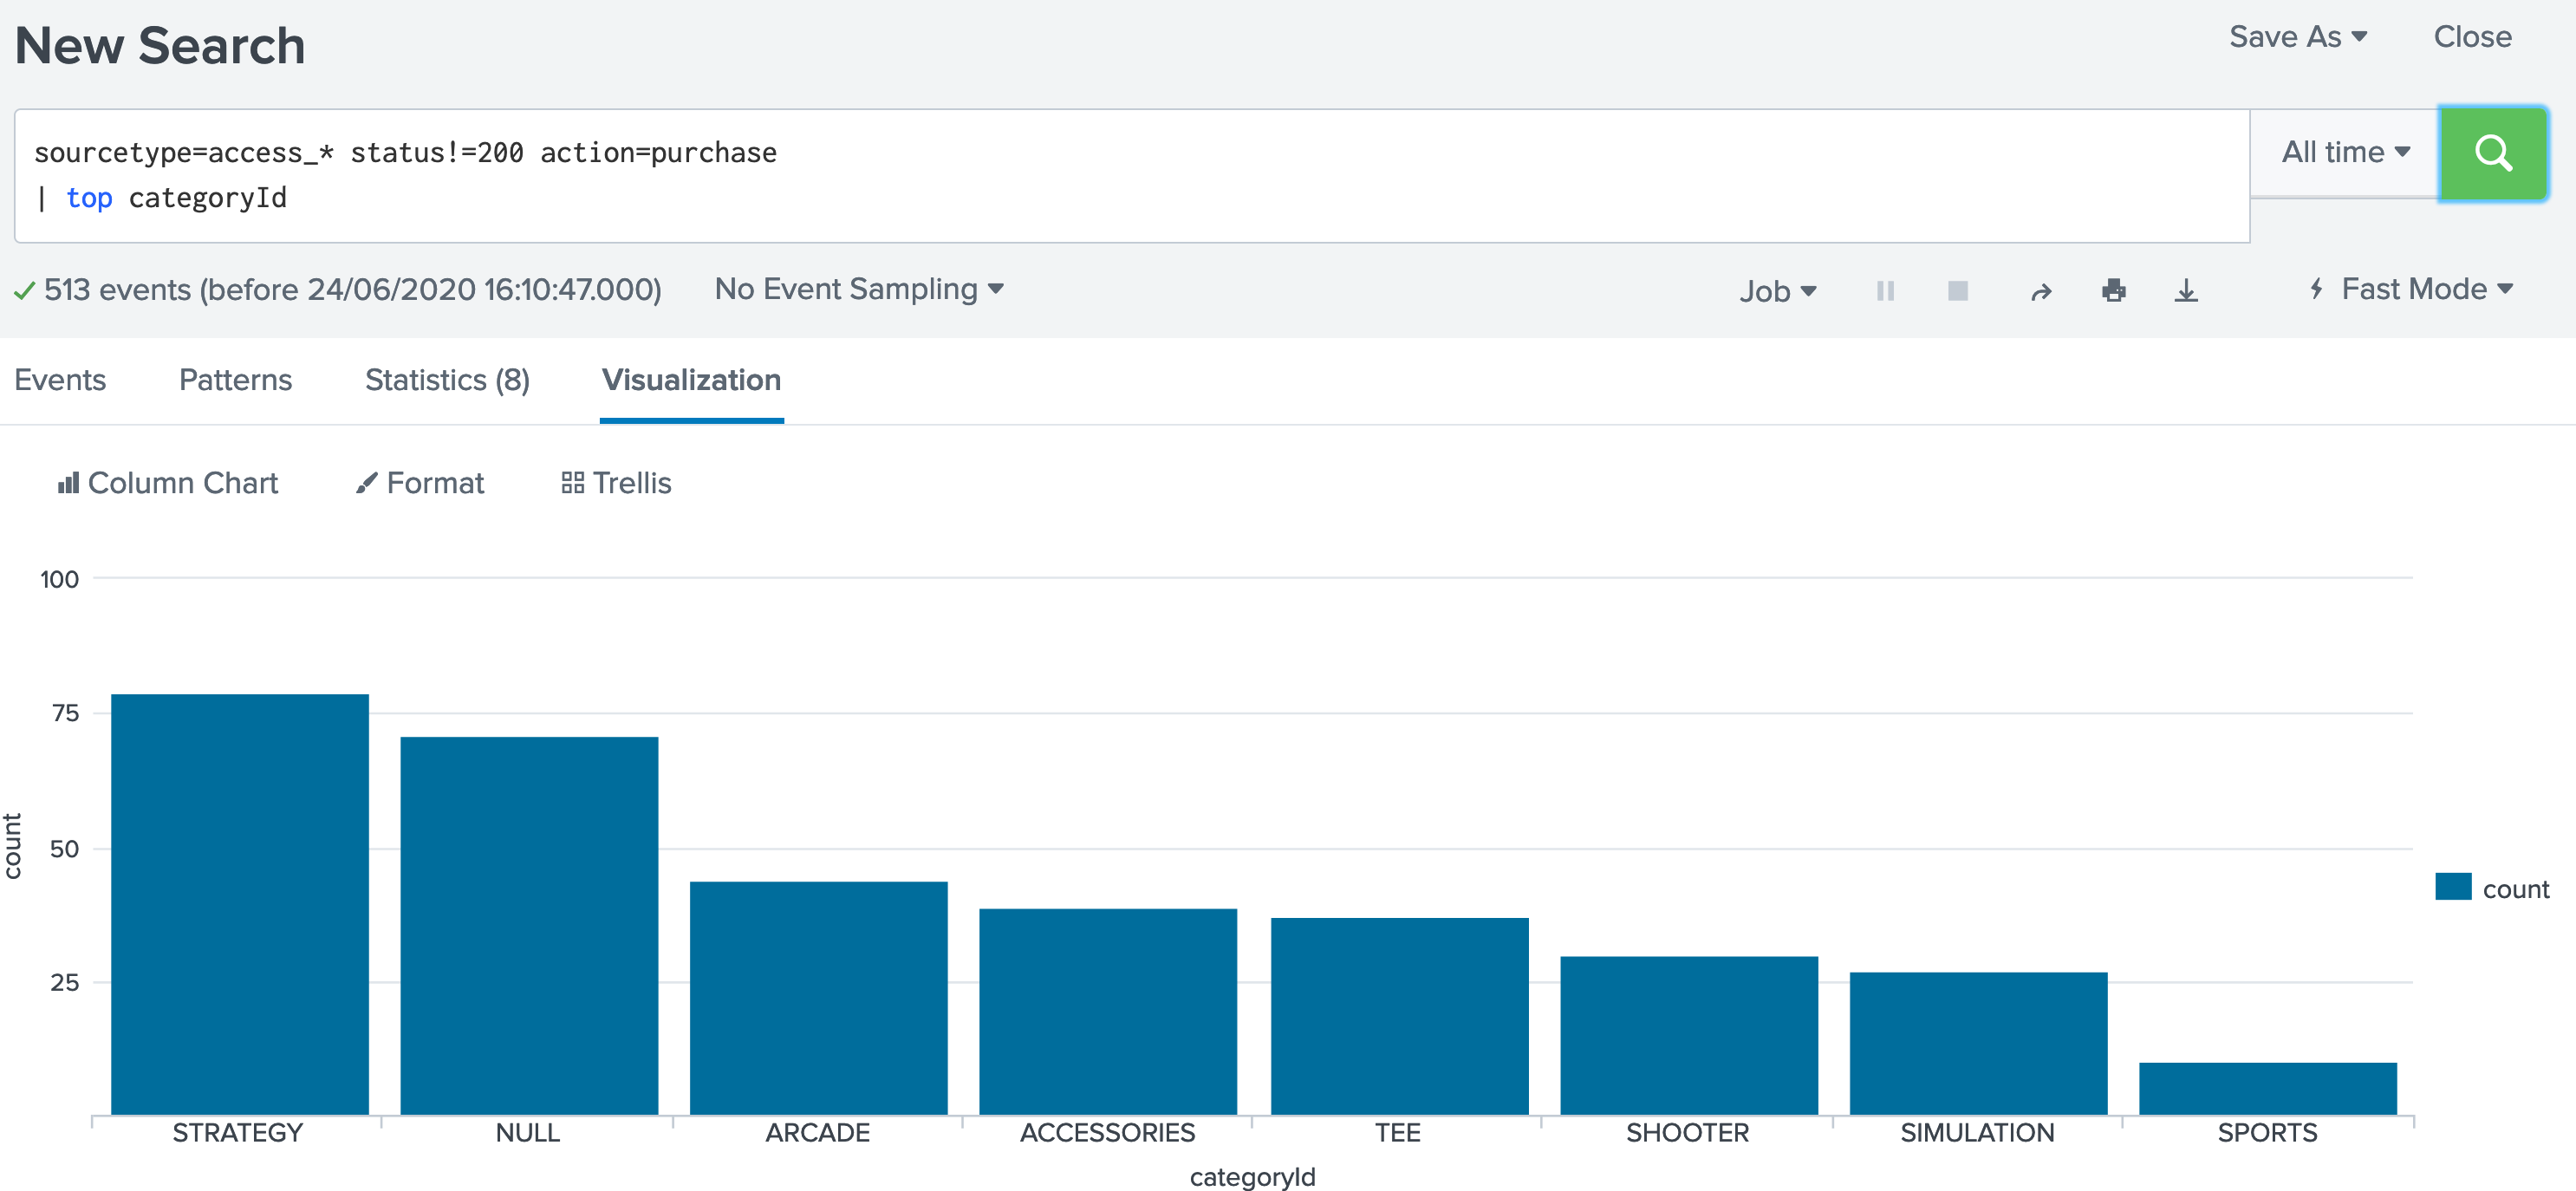 New Search
Save As
Close
sourcetype=access_* status!=200 action=purchase
| top categoryId
All time
513 events (before 24/06/2020 16:10:47.000)
No Event Sampling
Job
Fast Mode
Events
Patterns
Statistics (8)
Visualization
Column Chart
Format
Trellis
100
75
50
25
count
count
STRATEGY
NULL
ARCADE
ACCESSORIES
TEE
SHOOTER
SIMULATION
SPORTS
categoryId